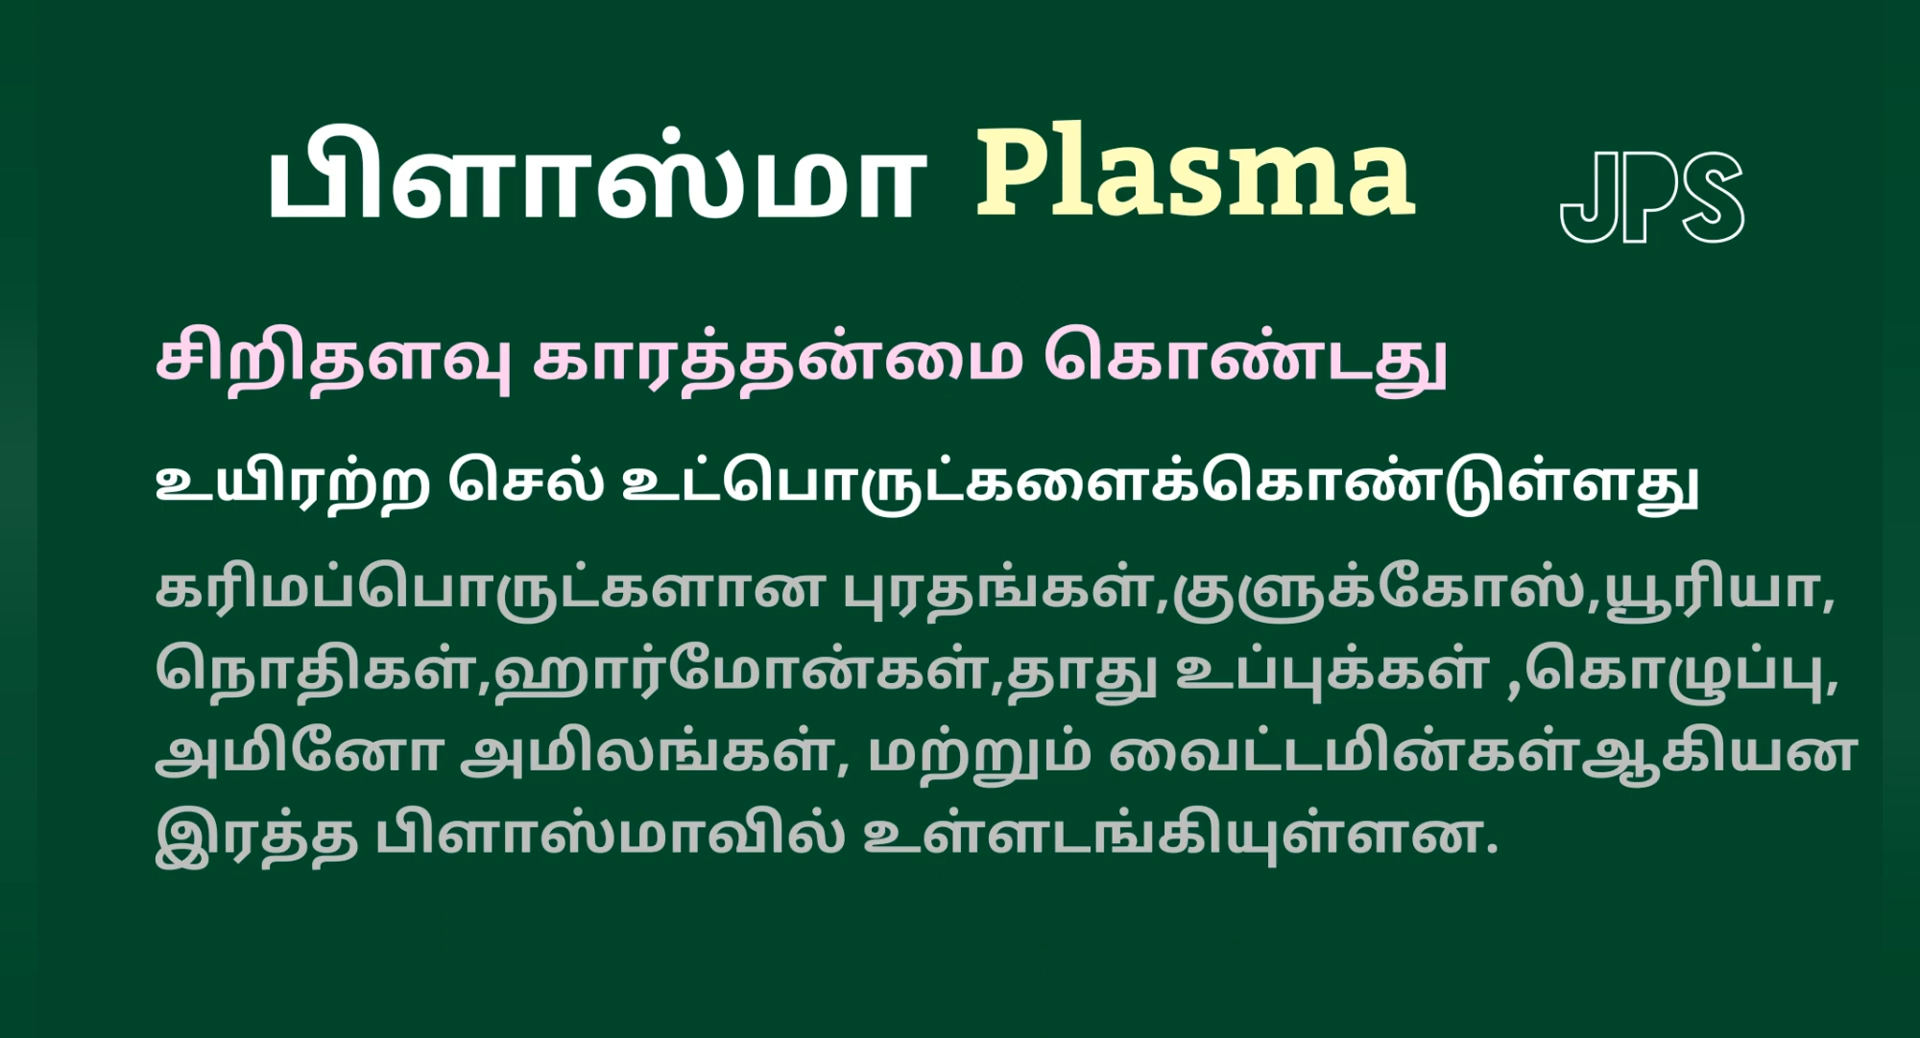 பிளாஸ்மா Plasma JPS
சிறிதளவு காரத்தன்மை கொண்டது
உயிரற்ற செல் உட்பொருட்களைக்கொண்டுள்ளது
கரிமப்பொருட்களான புரதங்கள்,குளுக்கோஸ்,யூரியா,
நொதிகள்,ஹார்மோன்கள்,தாது உப்புக்கள் ,கொழுப்பு,
அமினோ அமிலங்கள், மற்றும் வைட்டமின்கள்ஆகியன
இரத்த பிளாஸ்மாவில் உள்ளடங்கியுள்ளன.